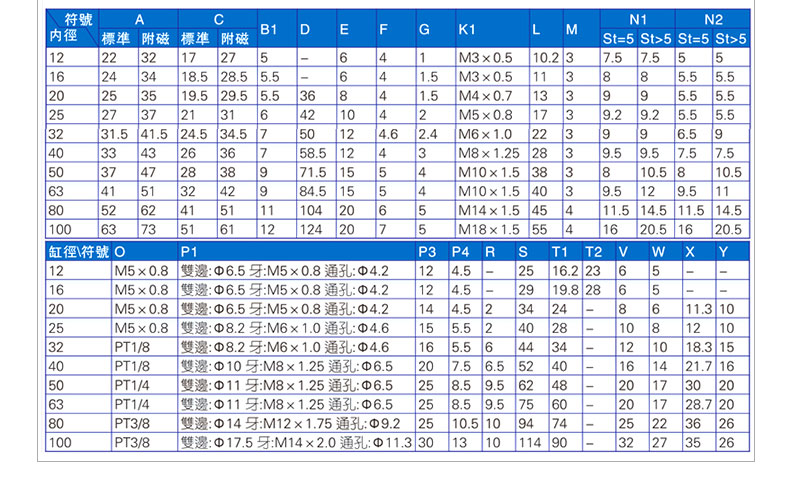 符號 A C B1 D E F G K1 L M N1 N2
内徑 標準 附磁 標準 附磁 St=5 St>5 St=5 St>5
12 22 32 17 27 5 – 6 4 1 M3×0.5 10.2 3 7.5 7.5 5 5
16 24 34 18.5 28.5 5.5 – 6 4 1.5 M3×0.5 11 3 8 8 5.5 5.5
20 25 35 19.5 29.5 5.5 36 8 4 1.5 M4×0.7 13 3 9 9 5.5 5.5
25 27 37 21 31 6 42 10 4 2 M5×0.8 17 3 9.2 9.2 5.5 5.5
32 31.5 41.5 24.5 34.5 7 50 12 4.6 2.4 M6×1.0 22 3 9 9 6.5 9
40 33 43 26 36 7 58.5 12 4 3 M8×1.25 28 3 9.5 9.5 7.5 7.5
50 37 47 28 38 9 71.5 15 5 4 M10×1.5 38 3 8 10.5 8 10.5
63 41 51 32 42 9 84.5 15 5 4 M10×1.5 40 3 9.5 12 9.5 11
80 52 62 41 51 11 104 20 6 5 M14×1.5 45 4 11.5 14.5 11.5 14.5
100 63 73 51 61 12 124 20 7 5 M18×1.5 55 4 16 20.5 16 20.5
缸徑\符號 O P1 P3 P4 R S T1 T2 V W X Y
12 M5×0.8 雙邊:Φ6.5 牙:M5×0.8 通孔:Φ4.2 12 4.5 – 25 16.2 23 6 5 – –
16 M5×0.8 雙邊:Φ6.5 牙:M5×0.8 通孔:Φ4.2 12 4.5 – 29 19.8 28 6 5 – –
20 M5×0.8 雙邊:Φ6.5 牙:M5×0.8 通孔:Φ4.2 14 4.5 2 34 24 – 8 6 11.3 10
25 M5×0.8 雙邊:Φ8.2 牙:M6×1.0 通孔:Φ4.6 15 5.5 2 40 28 – 10 8 12 10
32 PT1/8 雙邊:Φ8.2 牙:M6×1.0 通孔:Φ4.6 16 5.5 6 44 34 – 12 10 18.3 15
40 PT1/8 雙邊:Φ10 牙:M8×1.25 通孔:Φ6.5 20 7.5 6.5 52 40 – 16 14 21.7 16
50 PT1/4 雙邊:Φ11 牙:M8×1.25 通孔:Φ6.5 25 8.5 9.5 62 48 – 20 17 30 20
63 PT1/4 雙邊:Φ11 牙:M8×1.25 通孔:Φ6.5 25 8.5 9.5 75 60 – 20 17 28.7 20
80 PT3/8 雙邊:Φ14 牙:M12×1.75 通孔:Φ9.2 25 10.5 10 94 74 – 25 22 36 26
100 PT3/8 雙邊:Φ17.5 牙:M14×2.0 通孔:Φ11.3 30 13 10 114 90 – 32 27 35 26